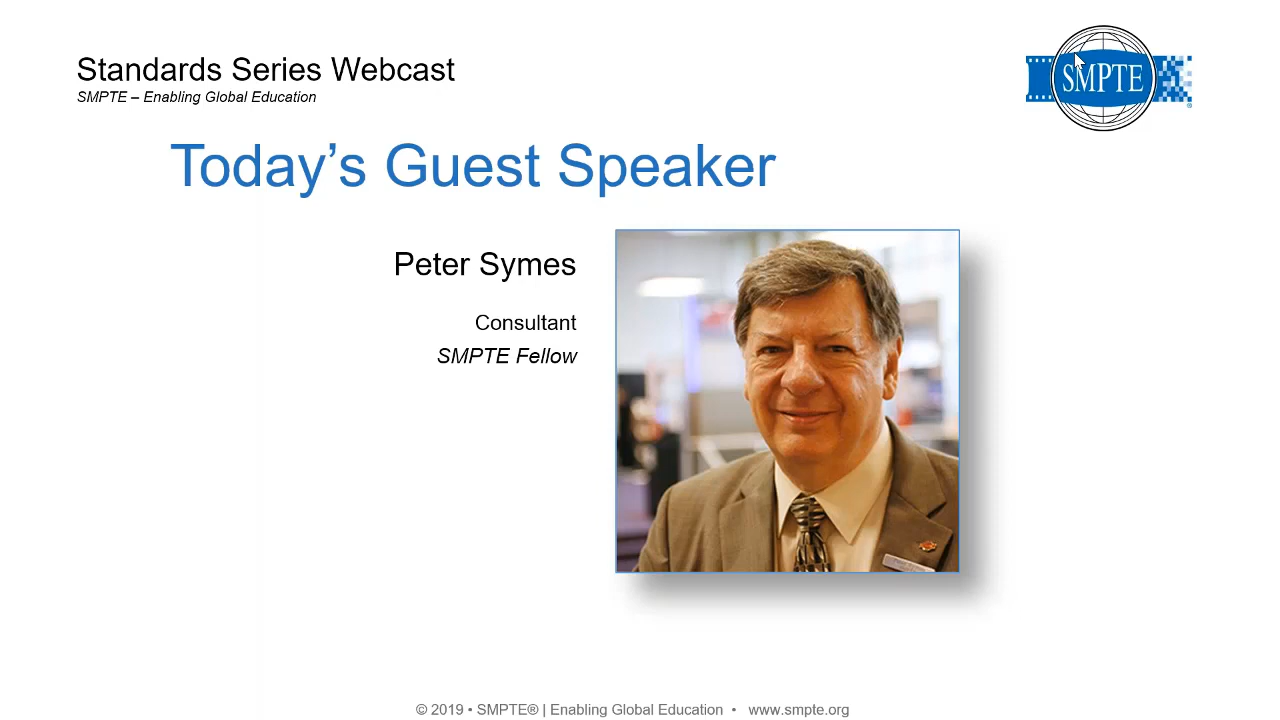 Standards Series Webcast
SMPTE – Enabling Global Education
SMPTE
Today’s Guest Speaker
Peter Symes
Consultant
SMPTE Fellow
© 2019 • SMPTE® | Enabling Global Education • www.smpte.org